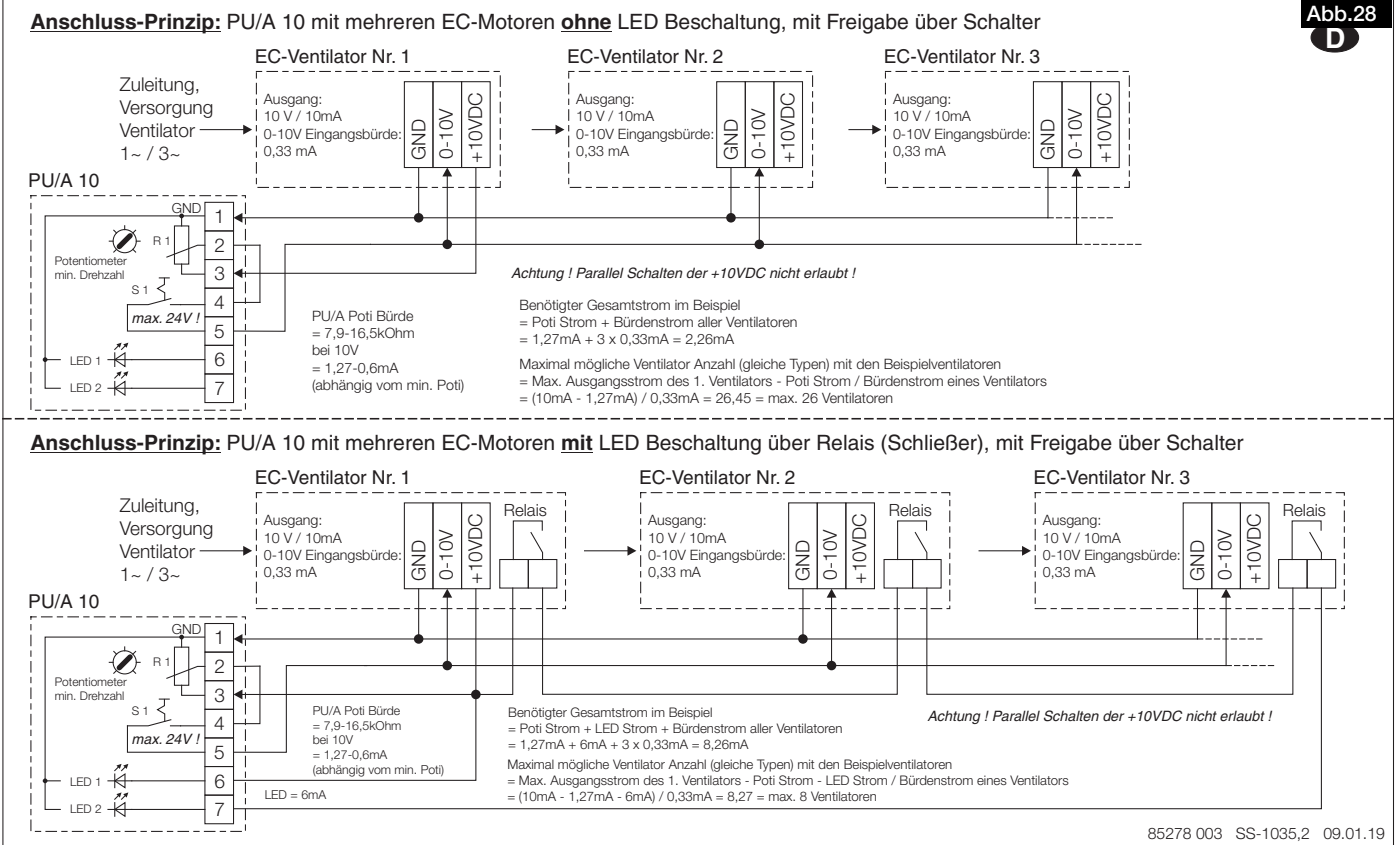 Anschluss-Prinzip: PU/A 10 mit mehreren EC-Motoren ohne LED Beschaltung, mit Freigabe über Schalter
Abb.28
D
EC-Ventilator Nr. 1
EC-Ventilator Nr. 2
EC-Ventilator Nr. 3
Zuleitung,
Versorgung
Ventilator
1~ / 3~
Ausgang:
10 V / 10mA
0-10V Eingangsbürde:
0,33 mA
GND
0-10V
+10VDC
Ausgang:
10 V / 10mA
0-10V Eingangsbürde:
0,33 mA
GND
0-10V
+10VDC
Ausgang:
10 V / 10mA
0-10V Eingangsbürde:
0,33 mA
GND
0-10V
+10VDC
PU/A 10
GND
1
R 1
2
Potentiometer
min. Drehzahl
3
S 1
4
max. 24V !
5
LED 1
6
LED 2
7
PU/A Poti Bürde
= 7,9-16,5kOhm
bei 10V
= 1,27-0,6mA
(abhängig vom min. Poti)
Achtung ! Parallel Schalten der +10VDC nicht erlaubt !
Benötigter Gesamtstrom im Beispiel
= Poti Strom + Bürdenstrom aller Ventilatoren
= 1,27mA + 3 x 0,33mA = 2,26mA
Maximal mögliche Ventilator Anzahl (gleiche Typen) mit den Beispielventilatoren
= Max. Ausgangsstrom des 1. Ventilators - Poti Strom / Bürdenstrom eines Ventilators
= (10mA - 1,27mA) / 0,33mA = 26,45 = max. 26 Ventilatoren
Anschluss-Prinzip: PU/A 10 mit mehreren EC-Motoren mit LED Beschaltung über Relais (Schließer), mit Freigabe über Schalter
EC-Ventilator Nr. 1
EC-Ventilator Nr. 2
EC-Ventilator Nr. 3
Zuleitung,
Versorgung
Ventilator
1~ / 3~
Ausgang:
10 V / 10mA
0-10V Eingangsbürde:
0,33 mA
GND
0-10V
+10VDC
Relais
Ausgang:
10 V / 10mA
0-10V Eingangsbürde:
0,33 mA
GND
0-10V
+10VDC
Relais
Ausgang:
10 V / 10mA
0-10V Eingangsbürde:
0,33 mA
GND
0-10V
+10VDC
Relais
PU/A 10
GND
1
R 1
2
Potentiometer
min. Drehzahl
3
S 1
4
max. 24V !
5
LED 1
6
LED 2
7
PU/A Poti Bürde
= 7,9-16,5kOhm
bei 10V
= 1,27-0,6mA
(abhängig vom min. Poti)
LED = 6mA
Benötigter Gesamtstrom im Beispiel
= Poti Strom + LED Strom + Bürdenstrom aller Ventilatoren
= 1,27mA + 6mA + 3 x 0,33mA = 8,26mA
Maximal mögliche Ventilator Anzahl (gleiche Typen) mit den Beispielventilatoren
= Max. Ausgangsstrom des 1. Ventilators - Poti Strom - LED Strom / Bürdenstrom eines Ventilators
= (10mA - 1,27mA - 6mA) / 0,33mA = 8,27 = max. 8 Ventilatoren
Achtung ! Parallel Schalten der +10VDC nicht erlaubt !
85278 003 SS-1035,2 09.01.19